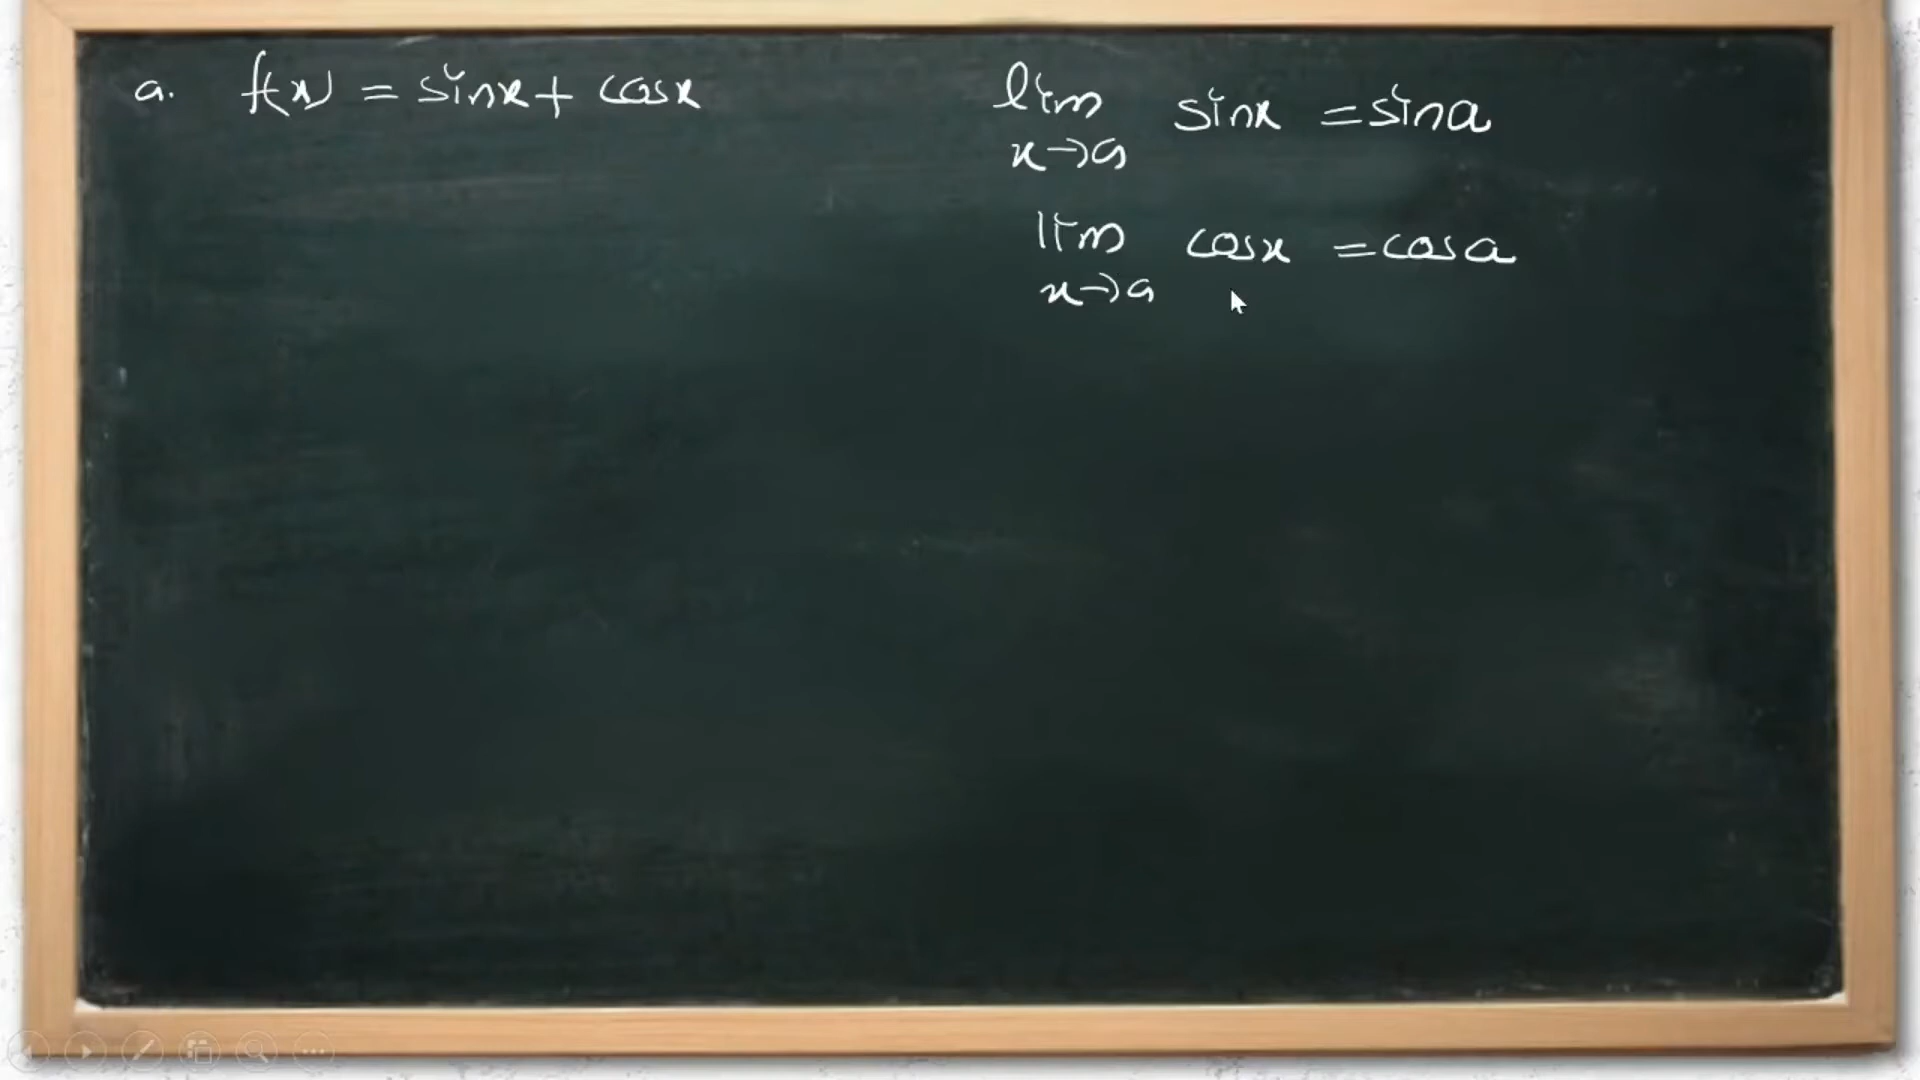 a. f(x) = sinx + cosx
lim sinx = sina
x→a
lim cosx = cosa
x→a